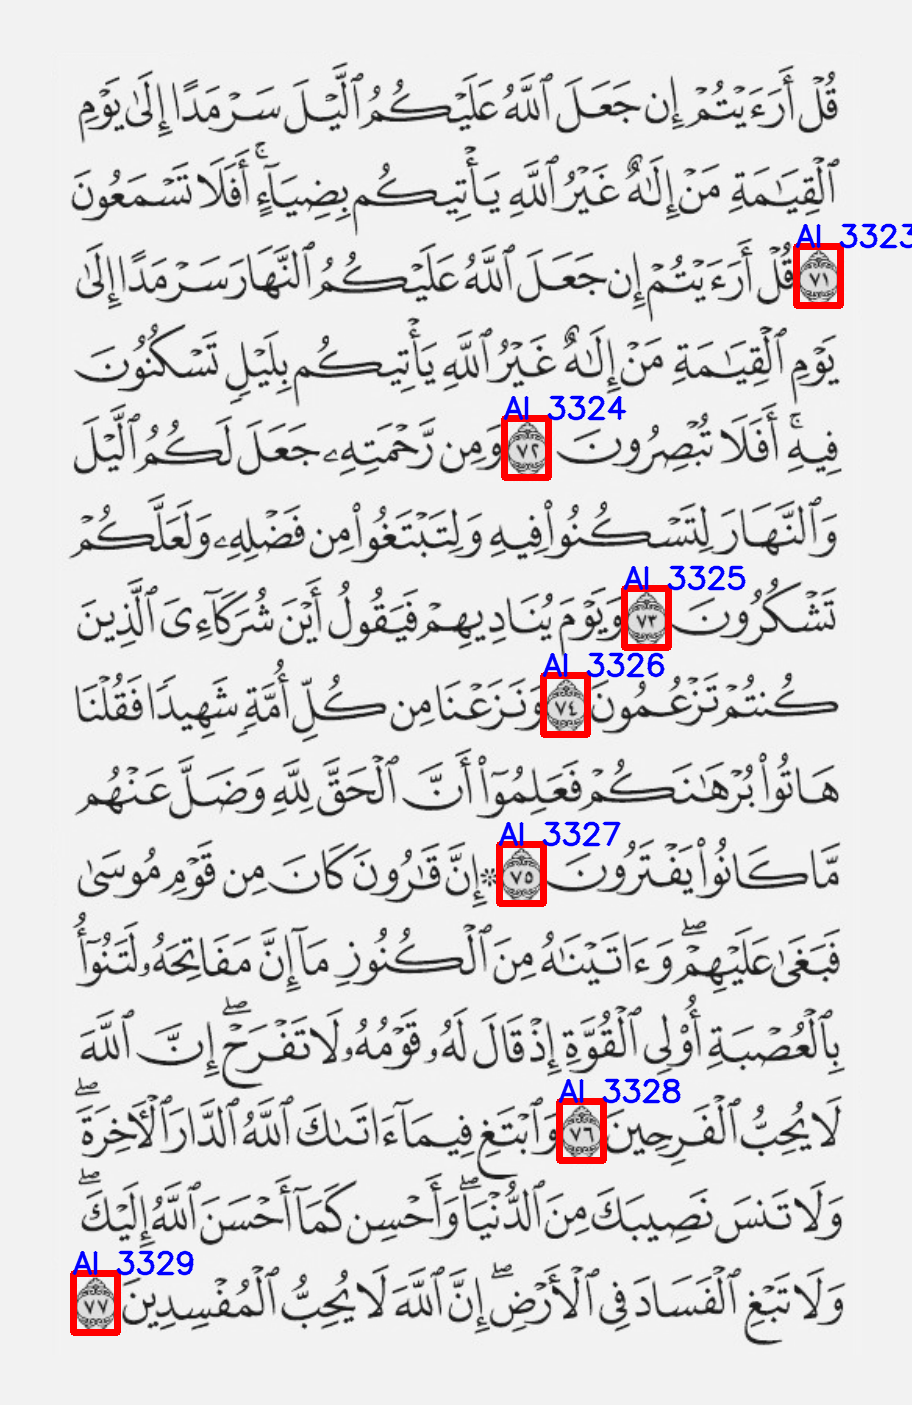 قُلْ أَرَءَيْتُمْ إِن جَعَلَ ٱللَّهُ عَلَيْكُمُ ٱلَّيْلَ سَرْمَدًا إِلَىٰ يَوْمِ
ٱلْقِيَٰمَةِ مَنْ إِلَٰهٌ غَيْرُ ٱللَّهِ يَأْتِيكُم بِضِيَآءٍ ۚ أَفَلَا تَسْمَعُونَ
AI_3323
٧١ قُلْ أَرَءَيْتُمْ إِن جَعَلَ ٱللَّهُ عَلَيْكُمُ ٱلنَّهَارَ سَرْمَدًا إِلَىٰ
يَوْمِ ٱلْقِيَٰمَةِ مَنْ إِلَٰهٌ غَيْرُ ٱللَّهِ يَأْتِيكُم بِلَيْلٍ تَسْكُنُونَ
AI_3324
فِيهِ ۚ أَفَلَا تُبْصِرُونَ ٧٢ وَمِن رَّحْمَتِهِۦ جَعَلَ لَكُمُ ٱلَّيْلَ
وَٱلنَّهَارَ لِتَسْكُنُوا۟ فِيهِ وَلِتَبْتَغُوا۟ مِن فَضْلِهِۦ وَلَعَلَّكُمْ
AI_3325
تَشْكُرُونَ ٧٣ وَيَوْمَ يُنَادِيهِمْ فَيَقُولُ أَيْنَ شُرَكَآءِىَ ٱلَّذِينَ
AI_3326
كُنتُمْ تَزْعُمُونَ ٧٤ وَنَزَعْنَا مِن كُلِّ أُمَّةٍ شَهِيدًا فَقُلْنَا
هَاتُوا۟ بُرْهَٰنَكُمْ فَعَلِمُوٓا۟ أَنَّ ٱلْحَقَّ لِلَّهِ وَضَلَّ عَنْهُم
AI_3327
مَّا كَانُوا۟ يَفْتَرُونَ ٧٥ ۞ إِنَّ قَٰرُونَ كَانَ مِن قَوْمِ مُوسَىٰ
فَبَغَىٰ عَلَيْهِمْ ۖ وَءَاتَيْنَٰهُ مِنَ ٱلْكُنُوزِ مَآ إِنَّ مَفَاتِحَهُۥ لَتَنُوٓأُ
بِٱلْعُصْبَةِ أُو۟لِى ٱلْقُوَّةِ إِذْ قَالَ لَهُۥ قَوْمُهُۥ لَا تَفْرَحْ ۖ إِنَّ ٱللَّهَ
AI_3328
لَا يُحِبُّ ٱلْفَرِحِينَ ٧٦ وَٱبْتَغِ فِيمَآ ءَاتَىٰكَ ٱللَّهُ ٱلدَّارَ ٱلْءَاخِرَةَ ۖ
وَلَا تَنسَ نَصِيبَكَ مِنَ ٱلدُّنْيَا ۖ وَأَحْسِن كَمَآ أَحْسَنَ ٱللَّهُ إِلَيْكَ ۖ
AI_3329
وَلَا تَبْغِ ٱلْفَسَادَ فِى ٱلْأَرْضِ ۖ إِنَّ ٱللَّهَ لَا يُحِبُّ ٱلْمُفْسِدِينَ ٧٧